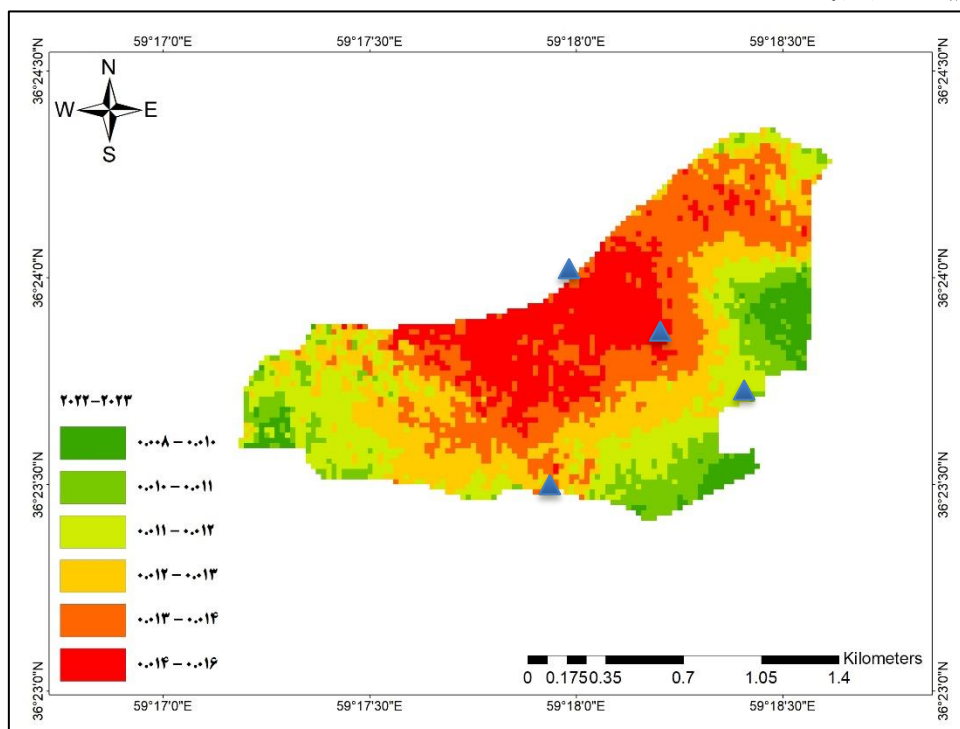 59°17'0"E 59°17'30"E 59°18'0"E 59°18'30"E
36°24'30"N 36°24'30"N
N
W E
S
36°24'0"N 36°24'0"N
۲۰۲۲-۲۰۲۳
۰.۰۰۸ – ۰.۰۱۰
۰.۰۱۰ – ۰.۰۱۱
36°23'30"N 36°23'30"N
۰.۰۱۱ – ۰.۰۱۲
۰.۰۱۲ – ۰.۰۱۳
۰.۰۱۳ – ۰.۰۱۴
۰.۰۱۴ – ۰.۰۱۶
Kilometers
0 0.175 0.35 0.7 1.05 1.4
36°23'0"N 36°23'0"N
59°17'0"E 59°17'30"E 59°18'0"E 59°18'30"E